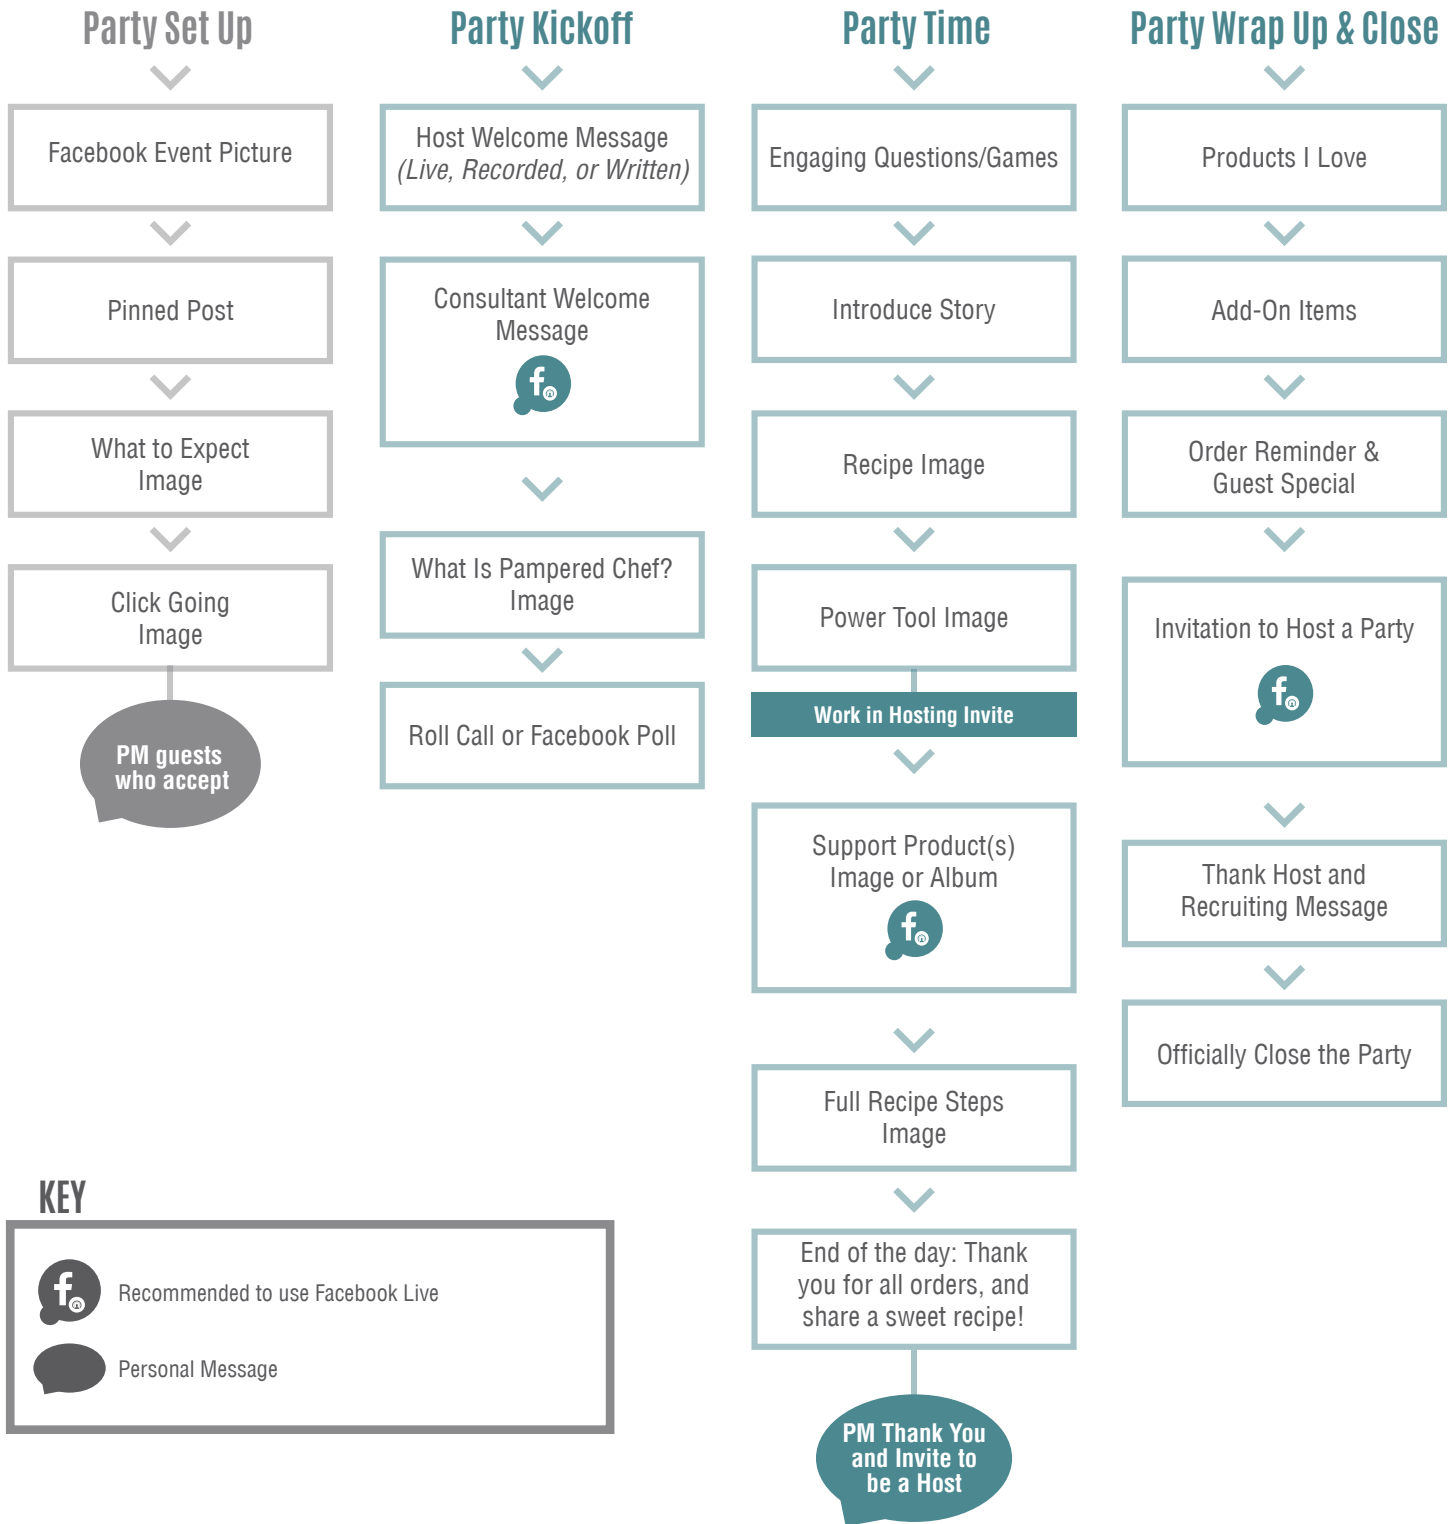 Party Set Up
Facebook Event Picture
Pinned Post
What to Expect
Image
Click Going
Image
PM guests
who accept
Party Kickoff
Host Welcome Message
(Live, Recorded, or Written)
Consultant Welcome
Message
What Is Pampered Chef?
Image
Roll Call or Facebook Poll
Party Time
Engaging Questions/Games
Introduce Story
Recipe Image
Power Tool Image
Work in Hosting Invite
Support Product(s)
Image or Album
Full Recipe Steps
Image
End of the day: Thank
you for all orders, and
share a sweet recipe!
PM Thank You
and Invite to
be a Host
Party Wrap Up & Close
Products I Love
Add-On Items
Order Reminder &
Guest Special
Invitation to Host a Party
Thank Host and
Recruiting Message
Officially Close the Party
KEY
Recommended to use Facebook Live
Personal Message